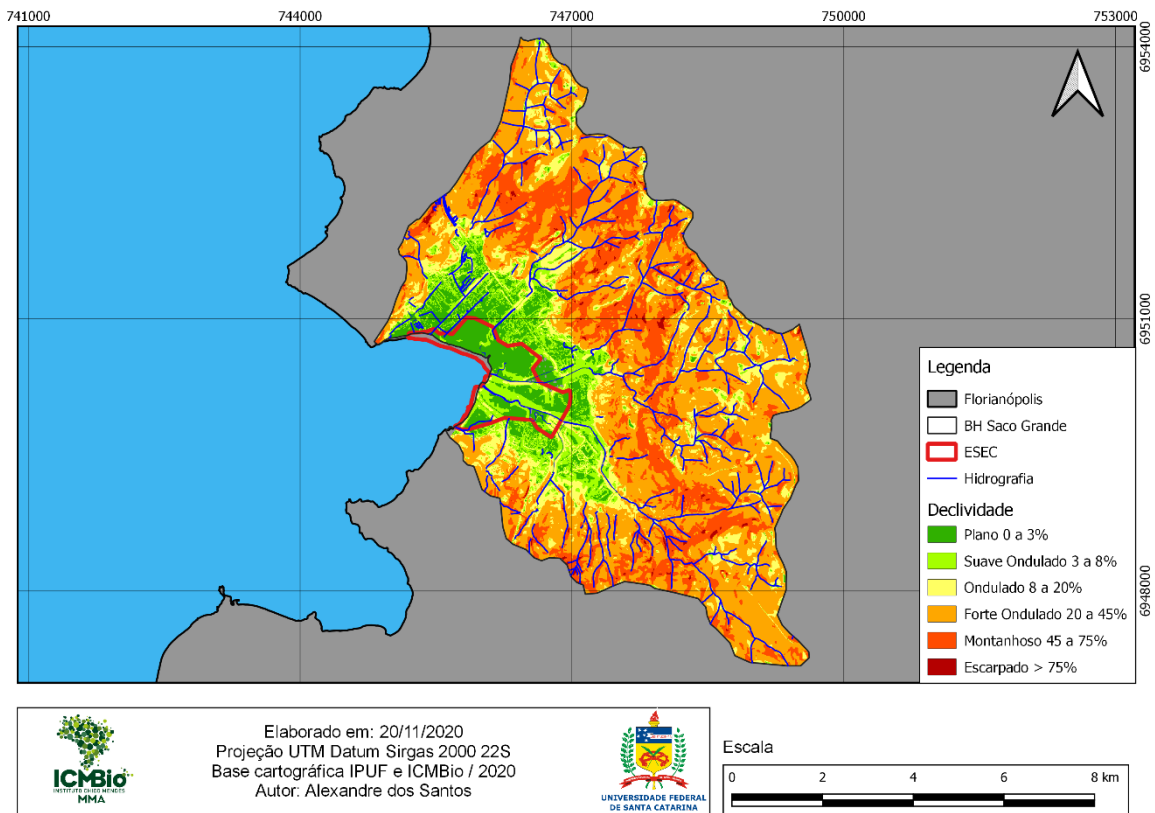 741000
744000
747000
750000
753000
6954000
6951000
6948000
Legenda
Florianópolis
BH Saco Grande
ESEC
Hidrografia
Declividade
Plano 0 a 3%
Suave Ondulado 3 a 8%
Ondulado 8 a 20%
Forte Ondulado 20 a 45%
Montanhoso 45 a 75%
Escarpado > 75%
ICMBio
INSTITUTO CHICO MENDES
MMA
Elaborado em: 20/11/2020
Projeção UTM Datum Sirgas 2000 22S
Base cartográfica IPUF e ICMBio / 2020
Autor: Alexandre dos Santos
UNIVERSIDADE FEDERAL
DE SANTA CATARINA
Escala
0 2 4 6 8 km